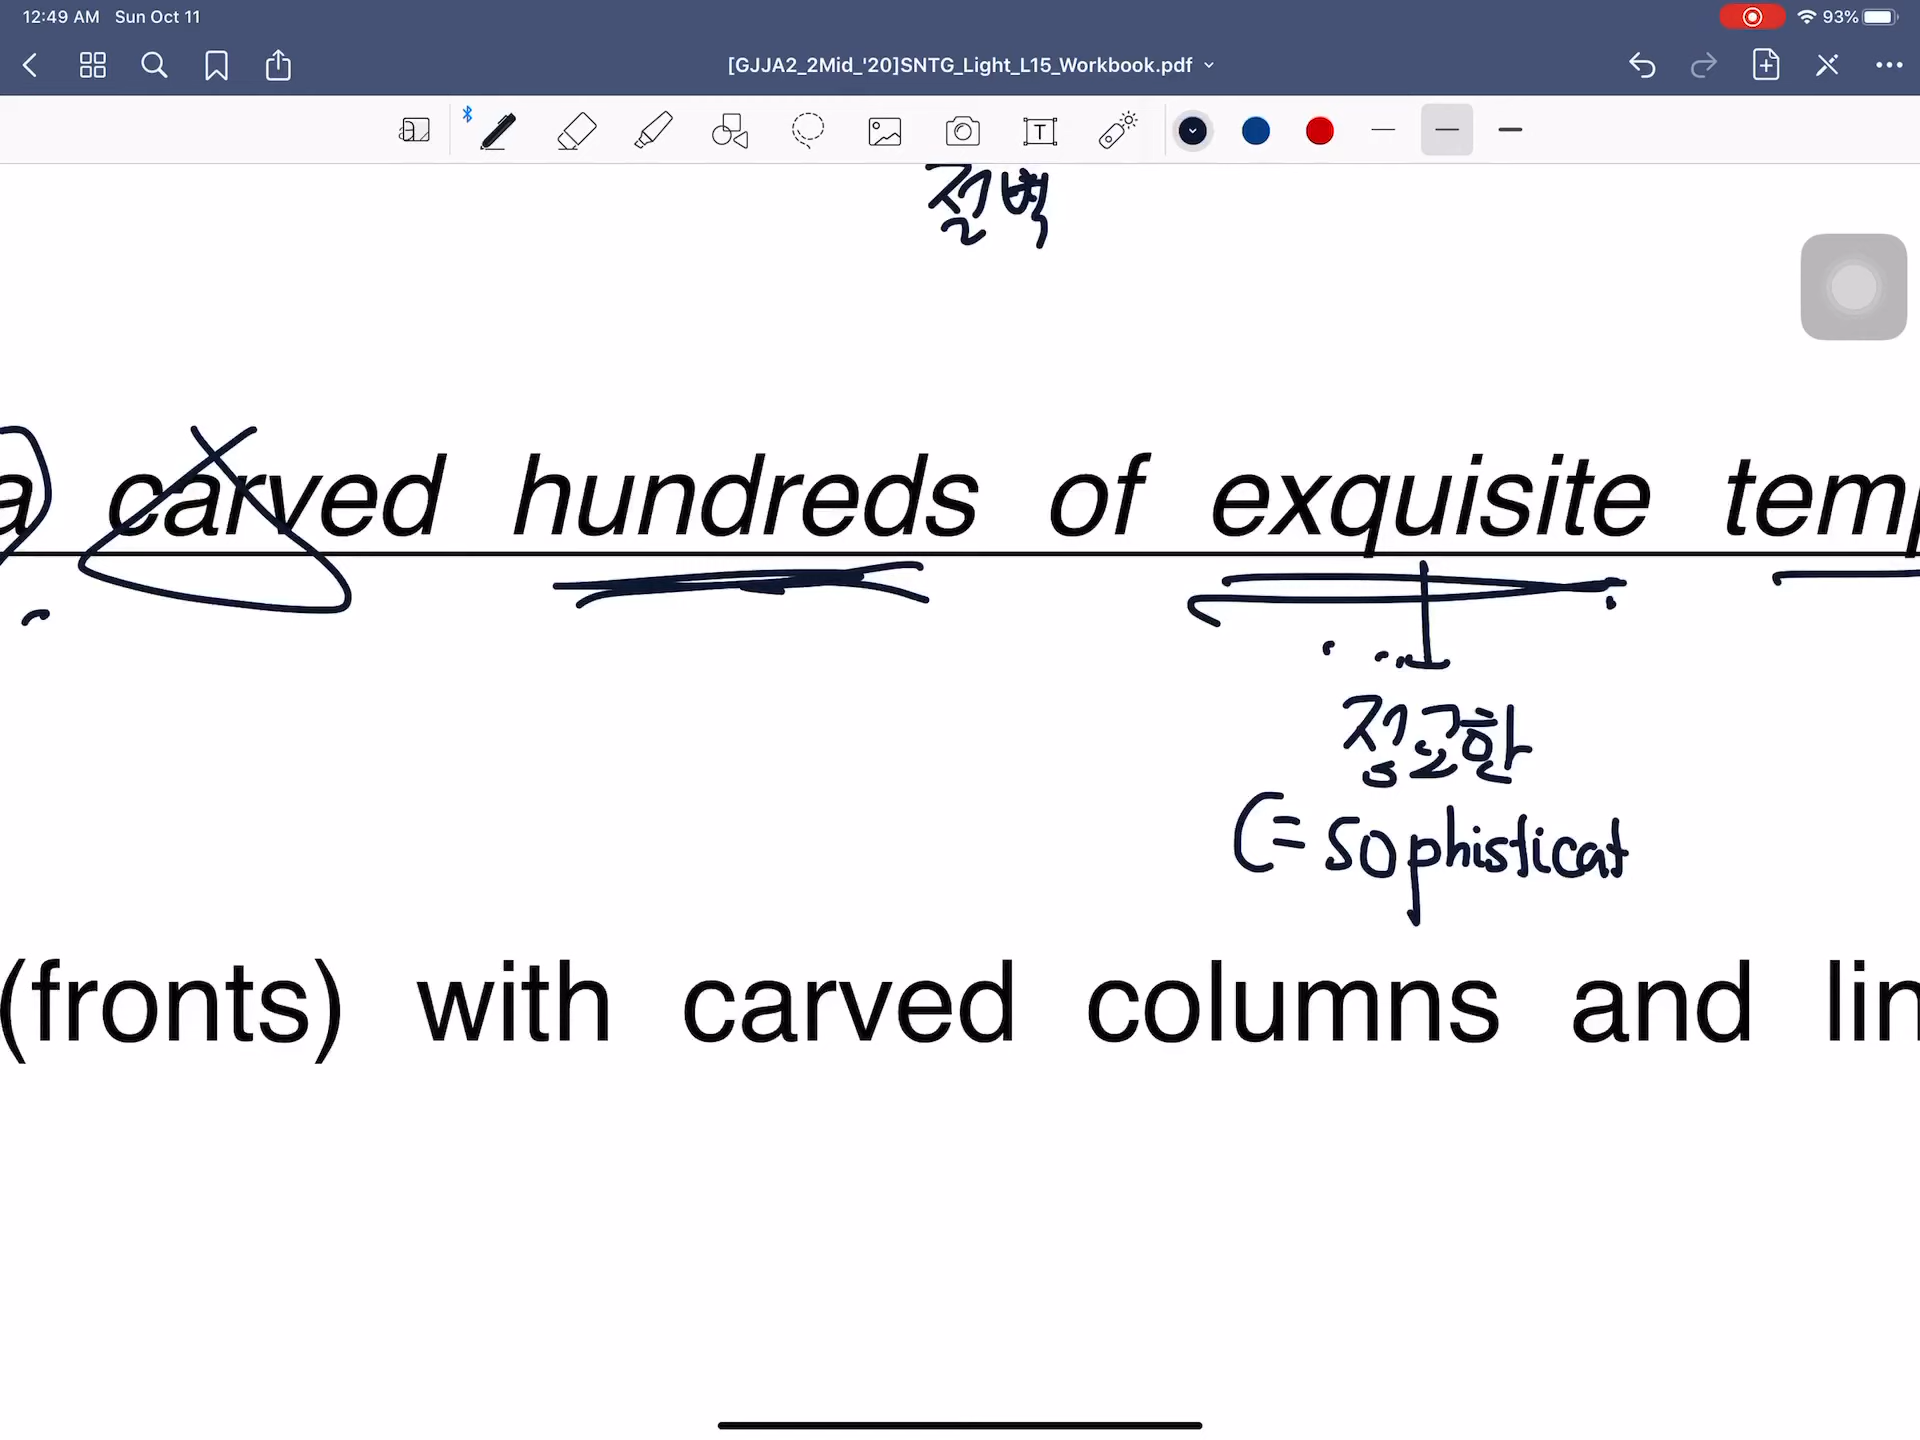 12:49 AM Sun Oct 11
93%
[GJJA2_2Mid_'20]SNTG_Light_L15_Workbook.pdf
절벽
a carved hundreds of exquisite temp
정교한
(= sophisticat
(fronts) with carved columns and lin